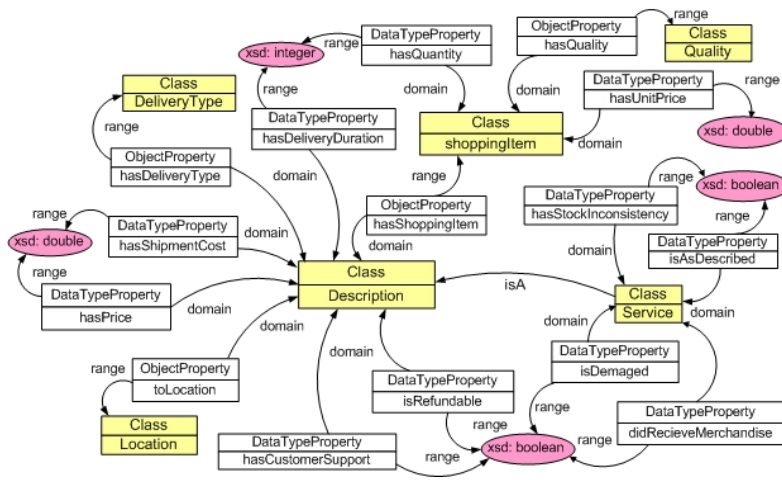 range
DataTypeProperty
hasQuantity
xsd: integer
ObjectProperty
hasQuality
range
Class
Quality
range
domain
domain
Class
DeliveryType
range
DataTypeProperty
hasDeliveryDuration
Class
shoppingItem
DataTypeProperty
hasUnitPrice
range
domain
xsd: double
range
ObjectProperty
hasDeliveryType
domain
domain
range
ObjectProperty
hasShoppingItem
domain
DataTypeProperty
hasStockInconsistency
range
xsd: boolean
range
range
xsd: double
DataTypeProperty
hasShipmentCost
domain
range
DataTypeProperty
hasPrice
domain
Class
Description
isA
domain
DataTypeProperty
isAsDescribed
Class
Service
domain
domain
ObjectProperty
toLocation
domain
domain
DataTypeProperty
isDemaged
range
Class
Location
DataTypeProperty
isRefundable
range
range
DataTypeProperty
didRecieveMerchandise
DataTypeProperty
hasCustomerSupport
range
xsd: boolean
range